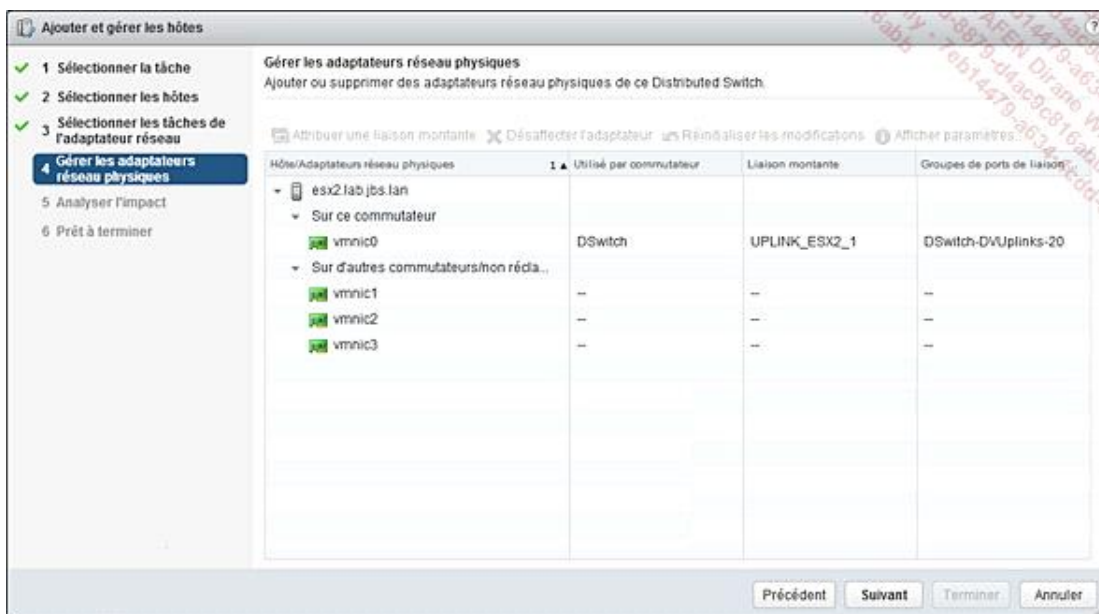 Ajouter et gérer les hôtes
?
1 Sélectionner la tâche
2 Sélectionner les hôtes
3 Sélectionner les tâches de
l'adaptateur réseau
4 Gérer les adaptateurs
réseau physiques
5 Analyser l'impact
6 Prêt à terminer
Gérer les adaptateurs réseau physiques
Ajouter ou supprimer des adaptateurs réseau physiques de ce Distributed Switch.
Attribuer une liaison montante Désaffecter l'adaptateur Réinitialiser les modifications Afficher paramètres
Hôte/Adaptateurs réseau physiques 1 ▲ Utilisé par commutateur Liaison montante Groupes de ports de liaison
esx2.lab.jbs.lan
Sur ce commutateur
vmnic0 DSwitch UPLINK_ESX2_1 DSwitch-DVUplinks-20
Sur d'autres commutateurs/non récla...
vmnic1 -- -- --
vmnic2 -- -- --
vmnic3 -- -- --
Précédent Suivant Terminer Annuler